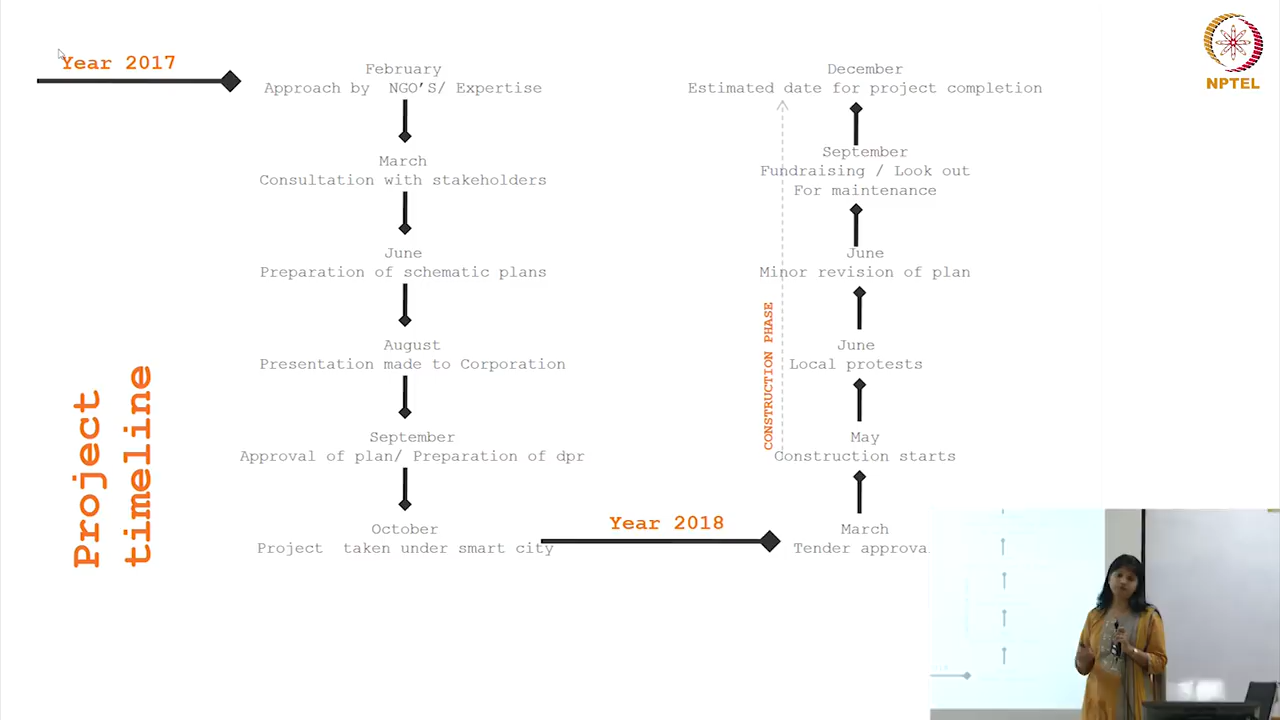 Year 2017
February
Approach by NGO'S/ Expertise
March
Consultation with stakeholders
June
Preparation of schematic plans
August
Presentation made to Corporation
September
Approval of plan/ Preparation of dpr
October
Project taken under smart city
Year 2018
March
Tender approval
May
Construction starts
June
Local protests
June
Minor revision of plan
September
Fundraising / Look out
For maintenance
December
Estimated date for project completion
CONSTRUCTION PHASE
Project
timeline
NPTEL